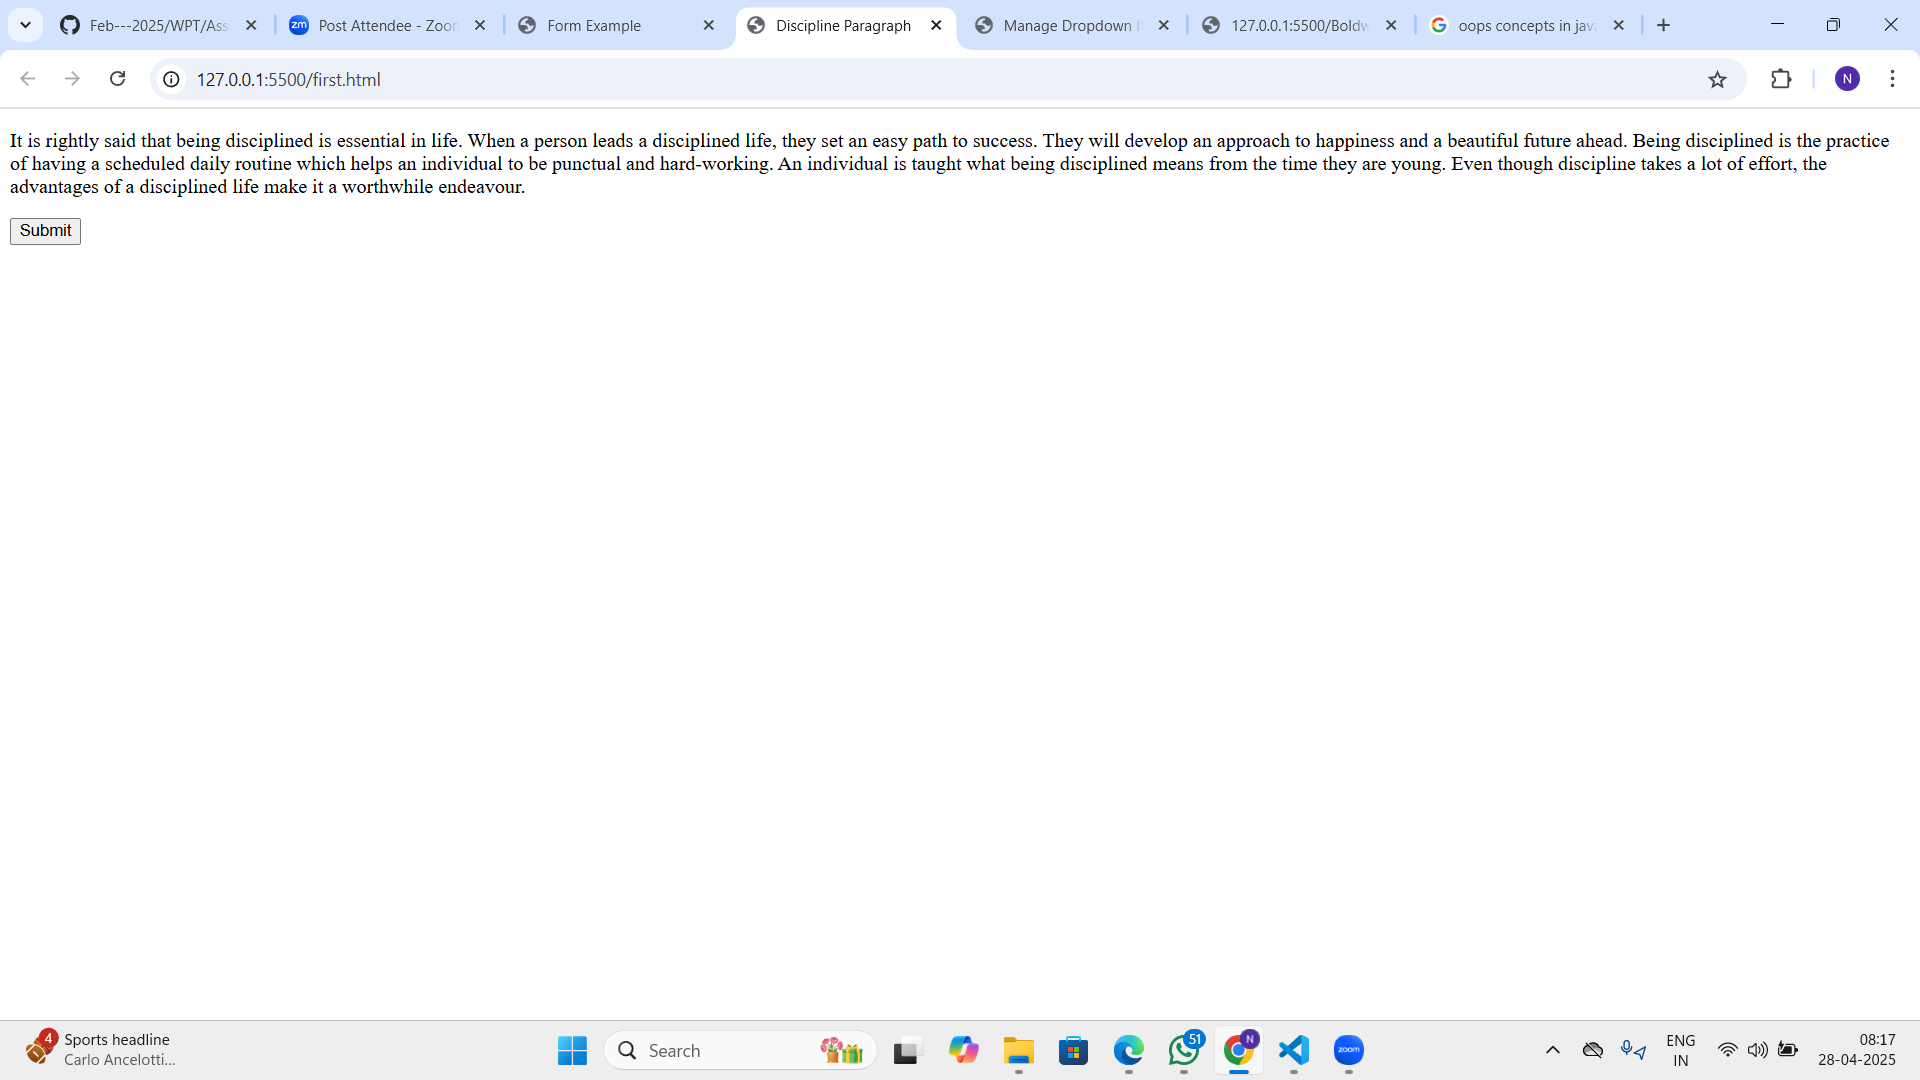 Feb---2025/WPT/Ass
zm Post Attendee - Zoom
Form Example
Discipline Paragraph
Manage Dropdown I
127.0.0.1:5500/Boldw
oops concepts in java
127.0.0.1:5500/first.html
N
It is rightly said that being disciplined is essential in life. When a person leads a disciplined life, they set an easy path to success. They will develop an approach to happiness and a beautiful future ahead. Being disciplined is the practice
of having a scheduled daily routine which helps an individual to be punctual and hard-working. An individual is taught what being disciplined means from the time they are young. Even though discipline takes a lot of effort, the
advantages of a disciplined life make it a worthwhile endeavour.
Submit
4
Sports headline
Carlo Ancelotti...
Search
51
N
zoom
ENG
IN
08:17
28-04-2025